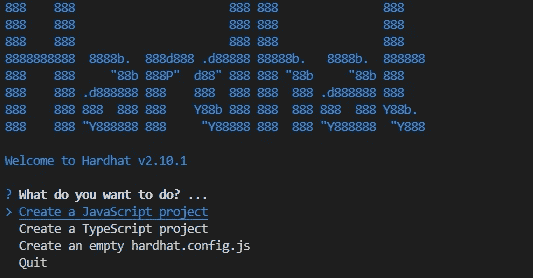 888    888                      888 888               888
888    888                      888 888               888
888    888                      888 888               888
8888888888  8888b.  888d888 .d88888 88888b.   8888b.  888888
888    888     "88b 888P"  d88" 888 888 "88b     "88b 888
888    888 .d888888 888    888  888 888  888 .d888888 888
888    888 888  888 888    Y88b 888 888  888 888  888 Y88b.
888    888 "Y888888 888     "Y88888 888  888 "Y888888  "Y888
Welcome to Hardhat v2.10.1
? What do you want to do? ...
> Create a JavaScript project
Create a TypeScript project
Create an empty hardhat.config.js
Quit